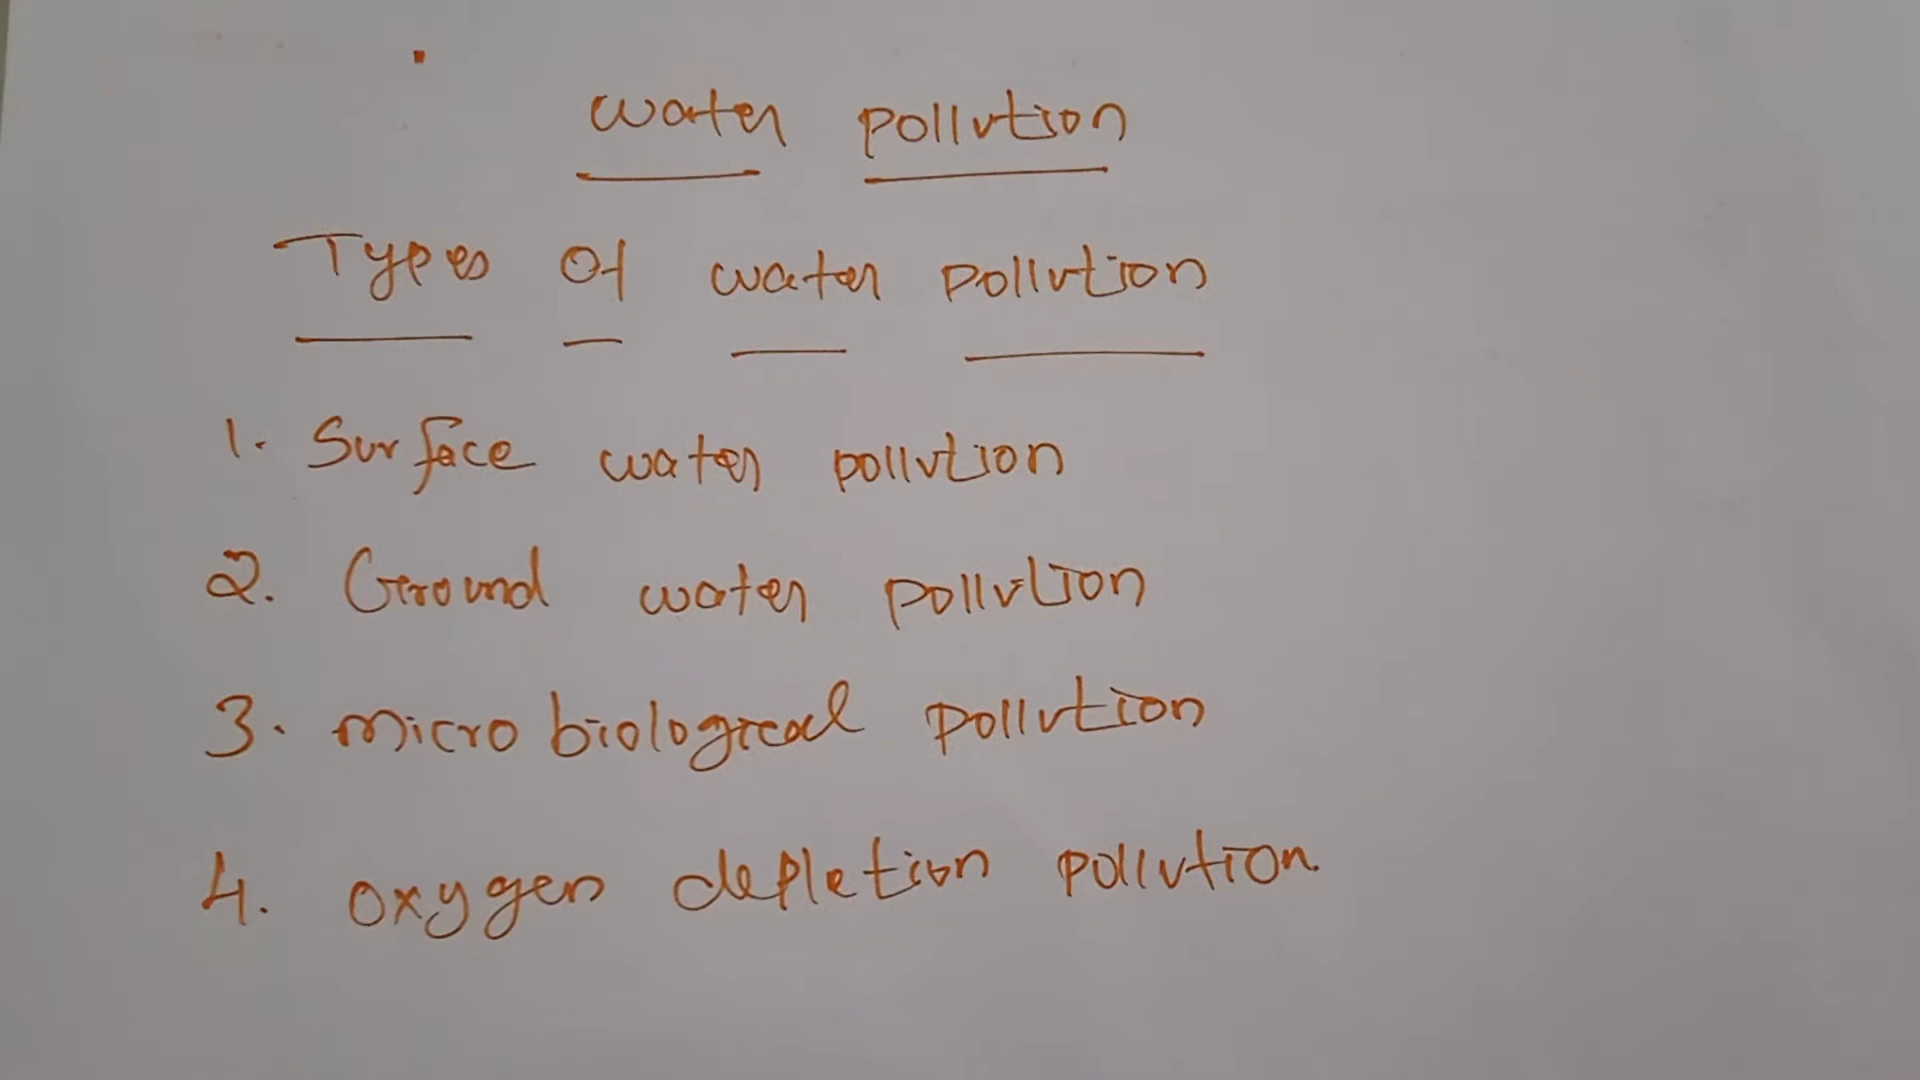 water pollution
Types Of water pollution
1. Surface water pollution
2. Ground water pollution
3. micro biological pollution
4. oxygen depletion pollution.